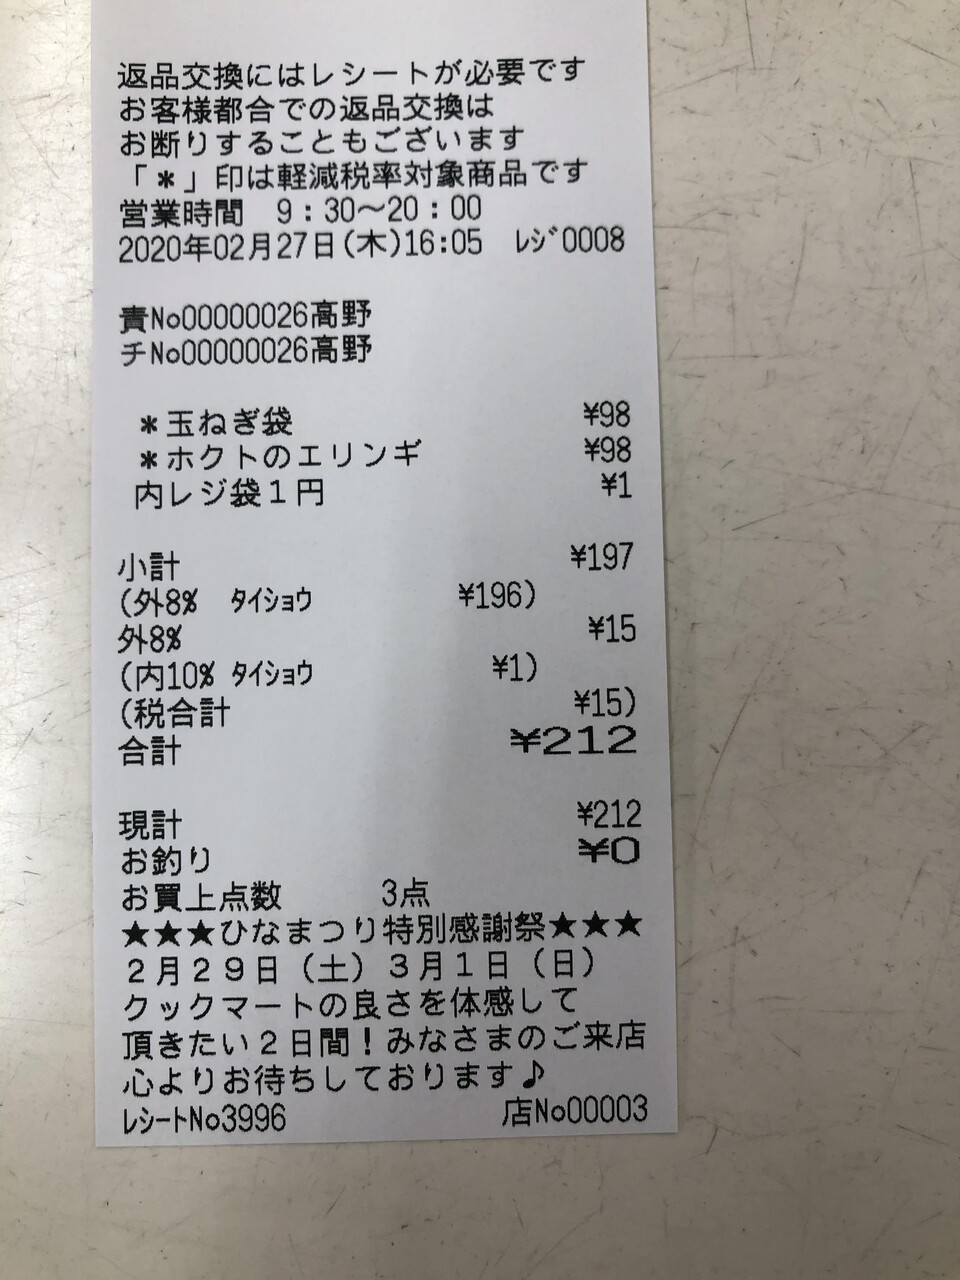 返品交換にはレシートが必要です
お客様都合での返品交換は
お断りすることもございます
「＊」印は軽減税率対象商品です
営業時間　9：30～20：00
2020年02月27日(木)16:05　ﾚｼﾞ0008
責No00000026高野
チNo00000026高野
＊玉ねぎ袋 ¥98
＊ホクトのエリンギ ¥98
内レジ袋１円 ¥1
小計 ¥197
(外8%　ﾀｲｼｮｳ ¥196)
外8% ¥15
(内10% ﾀｲｼｮｳ ¥1)
(税合計 ¥15)
合計 ¥212
現計 ¥212
お釣り ¥0
お買上点数 3点
★★★ひなまつり特別感謝祭★★★
２月２９日（土）３月１日（日）
クックマートの良さを体感して
頂きたい２日間！みなさまのご来店
心よりお待ちしております♪
ﾚｼｰﾄNo3996 店No00003